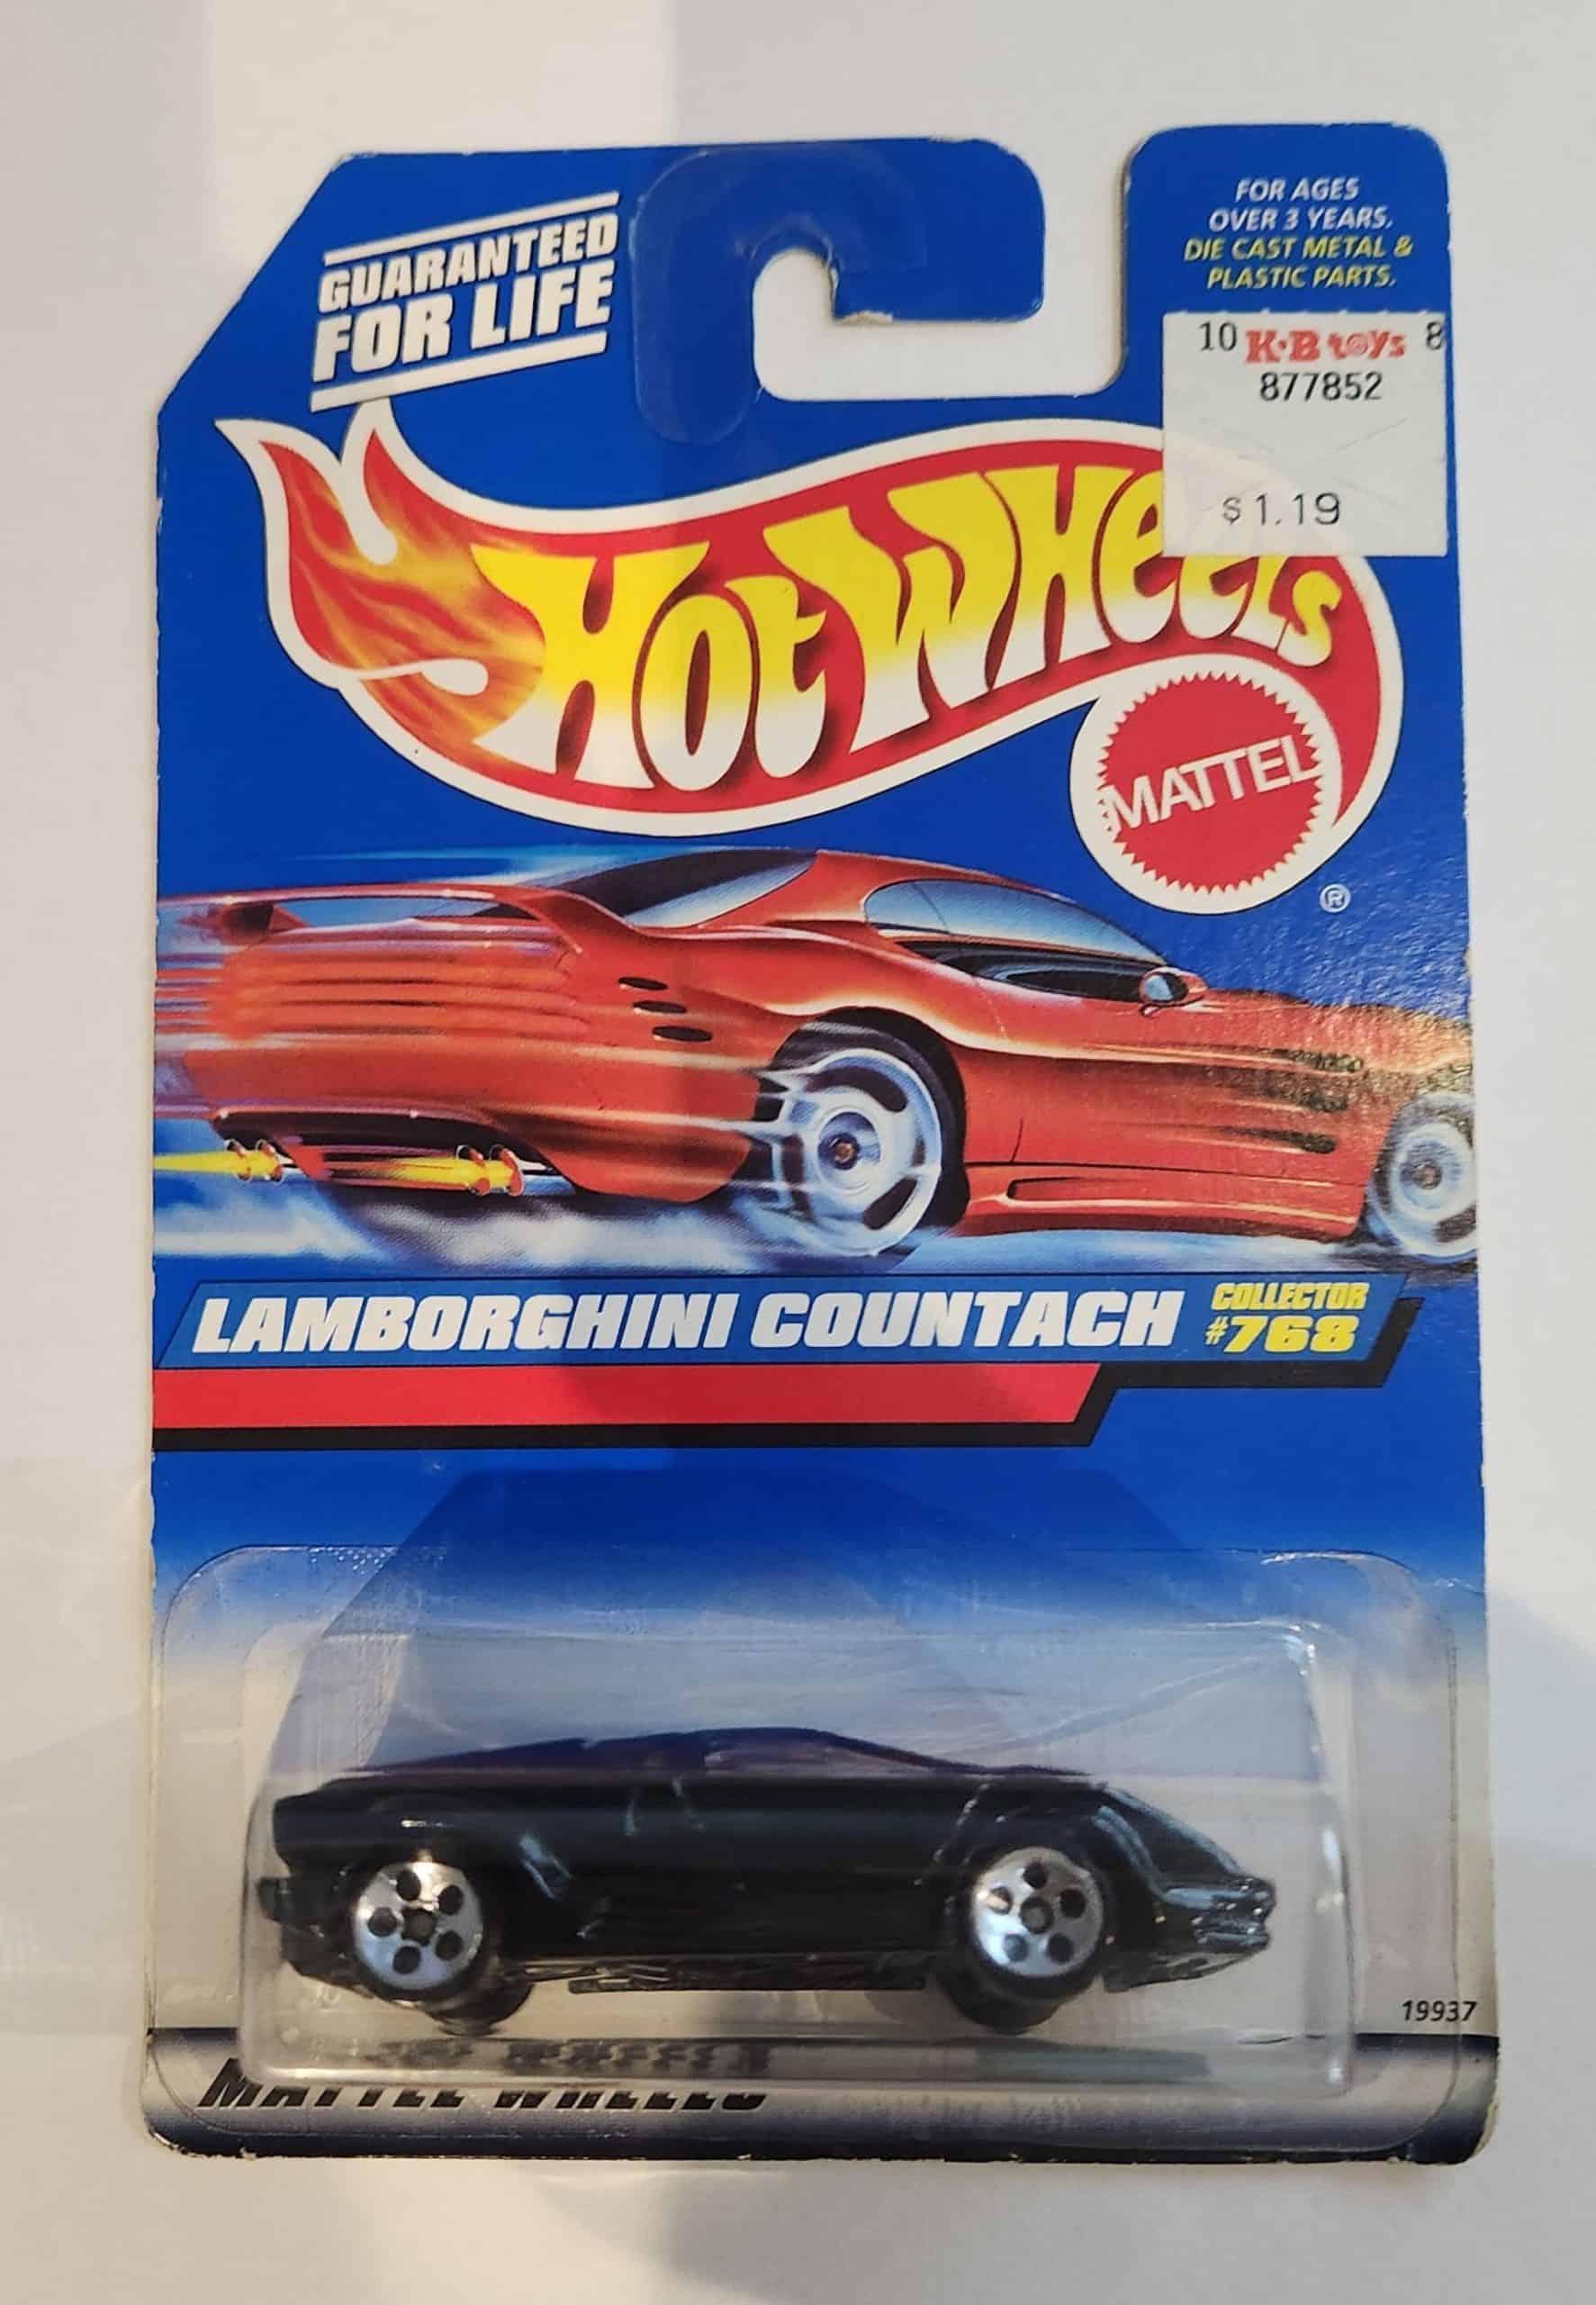 GUARANTEED
FOR LIFE
FOR AGES
OVER 3 YEARS.
DIE CAST METAL &
PLASTIC PARTS.
10 K·B toys 8
877852
$1.19
HOT WHEELS
MATTEL
®
LAMBORGHINI COUNTACH
COLLECTOR
#768
19937
MATTEL WHEELS